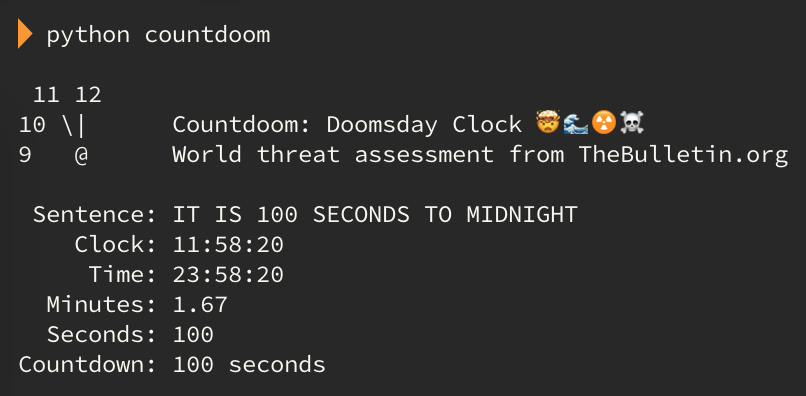 python countdoom
11 12
10 \|      Countdoom: Doomsday Clock 🤯🌊☢️☠️
9   @      World threat assessment from TheBulletin.org
Sentence: IT IS 100 SECONDS TO MIDNIGHT
Clock: 11:58:20
Time: 23:58:20
Minutes: 1.67
Seconds: 100
Countdown: 100 seconds